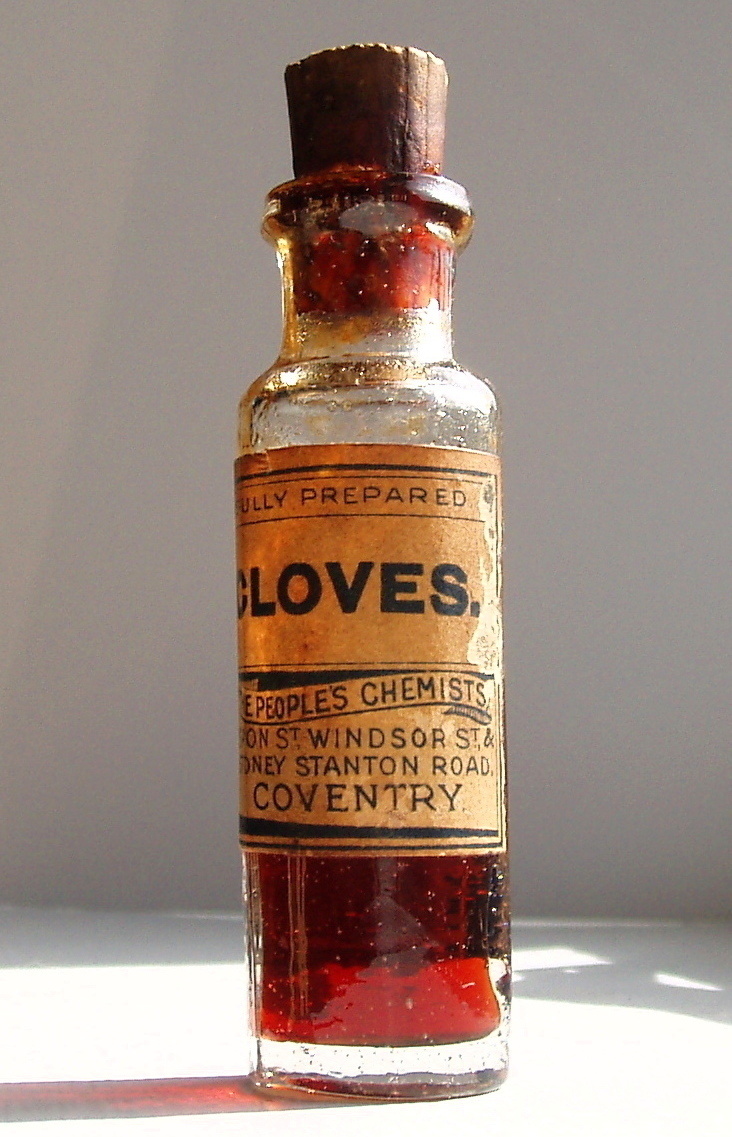 ULLY PREPARED
CLOVES.
E PEOPLE'S CHEMISTS,
ON ST, WINDSOR ST, &
ONEY STANTON ROAD,
COVENTRY.